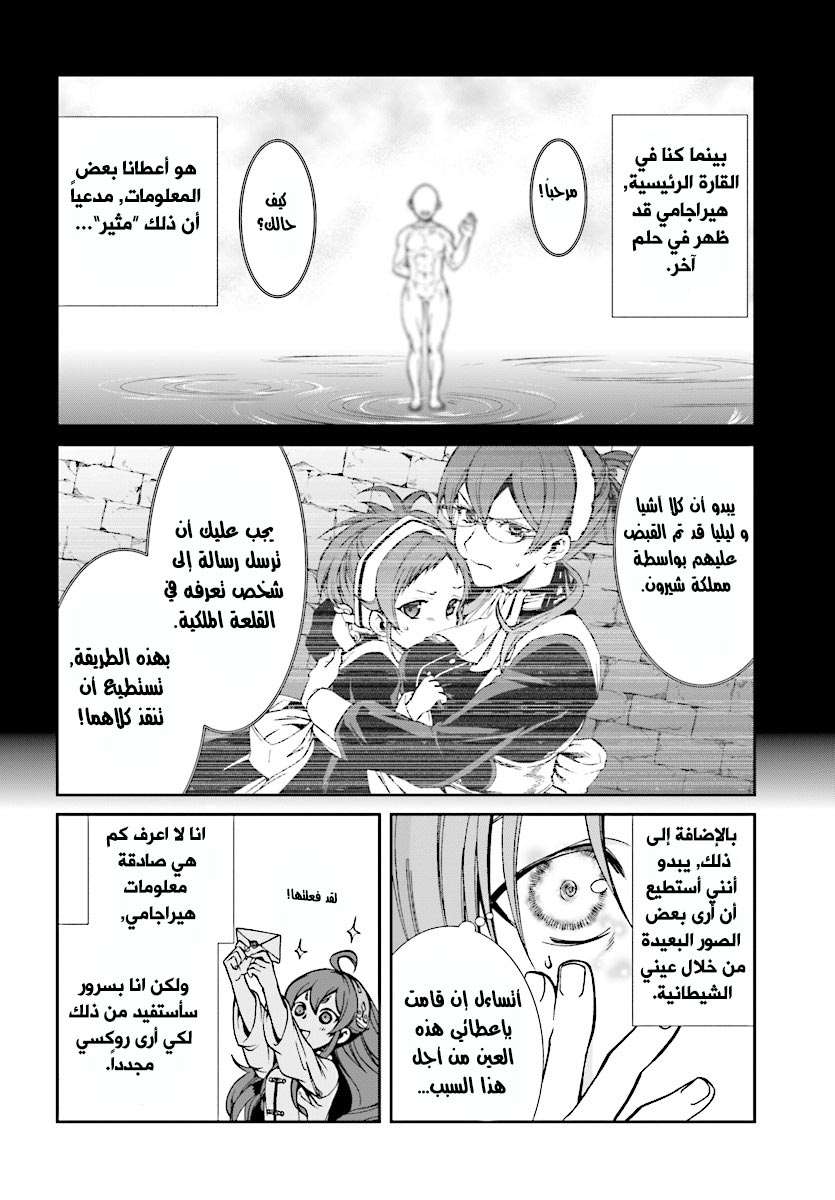 بينما كنا في
القارة الرئيسية,
هيراجامي قد
ظهر في حلم
آخر.
مرحباً!
كيف
حالك؟
هو أعطانا بعض
المعلومات, مدعياً
أن ذلك "مثير"...
يبدو أن كلا أشيا
و ليليا قد تم القبض
عليهم بواسطة
مملكة شيرون.
يجب عليك أن
ترسل رسالة إلى
شخص تعرفه في
القلعة الملكية.
بهذه الطريقة,
تستطيع أن
تنقذ كلاهما!
بالإضافة إلى
ذلك, يبدو
أنني أستطيع
أن أرى بعض
الصور البعيدة
من خلال عيني
الشيطانية.
أتساءل إن قامت
بإعطائي هذه
العين من أجل
هذا السبب...
انا لا اعرف كم
هي صادقة
معلومات
هيراجامي,
لقد فعلتها!
ولكن انا بسرور
سأستفيد من ذلك
لكي أرى روكسي
مجدداً.